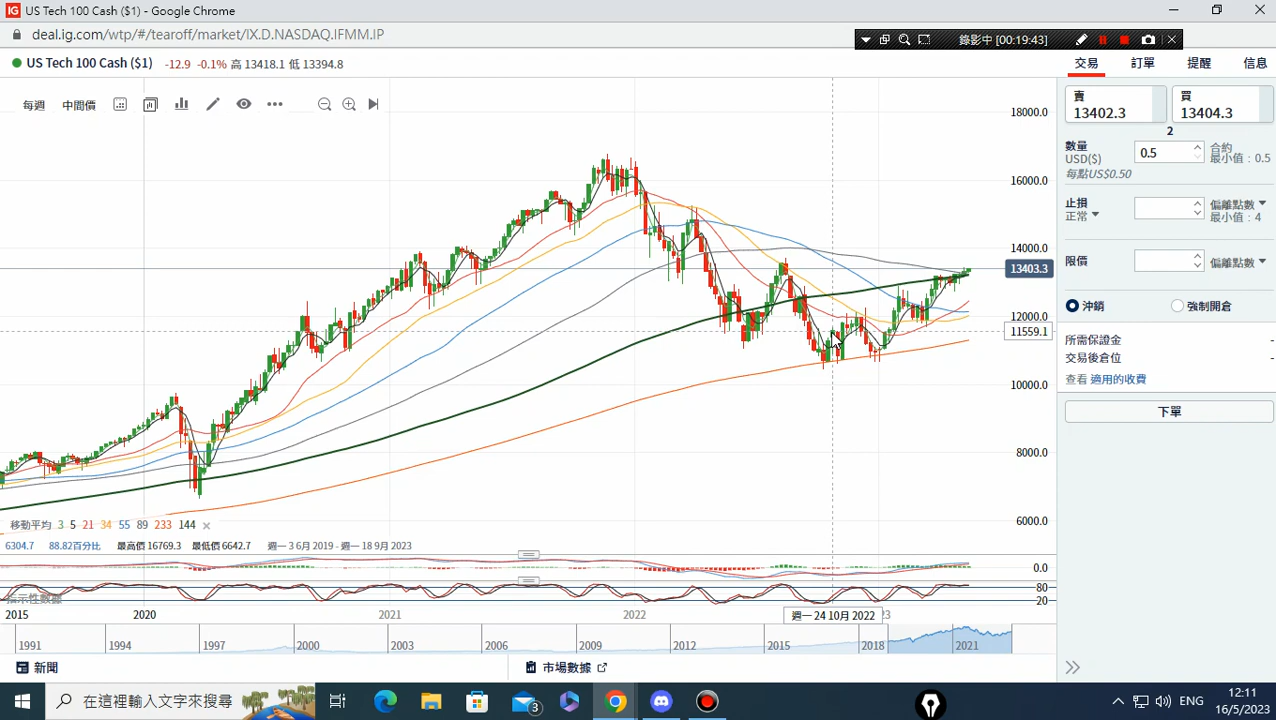 IG US Tech 100 Cash ($1) - Google Chrome
deal.ig.com/wtp/#/tearoff/market/IX.D.NASDAQ.IFMM.IP
錄影中 [00:19:43]
US Tech 100 Cash ($1) -12.9 -0.1% 高 13418.1 低 13394.8
交易 訂單 提醒 信息
每週 中間價
賣 13402.3
買 13404.3
2
數量 USD($) 0.5 合約 最小值 : 0.5
每點US$0.50
止損 正常 偏離點數 最小值 : 4
限價 偏離點數
沖銷 強制開倉
所需保證金 -
交易後倉位 -
查看 適用的收費
下單
18000.0
16000.0
14000.0
13403.3
12000.0
11559.1
10000.0
8000.0
6000.0
移動平均 3 5 21 34 55 89 233 144
6304.7 88.82百分比 最高價 16769.3 最低價 6642.7 週一 3 6月 2019 - 週一 18 9月 2023
0.0
80
20
指示性數據
2015 2020 2021 2022 週一 24 10月 2022 23
1991 1994 1997 2000 2003 2006 2009 2012 2015 2018 2021
新聞 市場數據
在這裡輸入文字來搜尋
3
ENG
12:11
16/5/2023